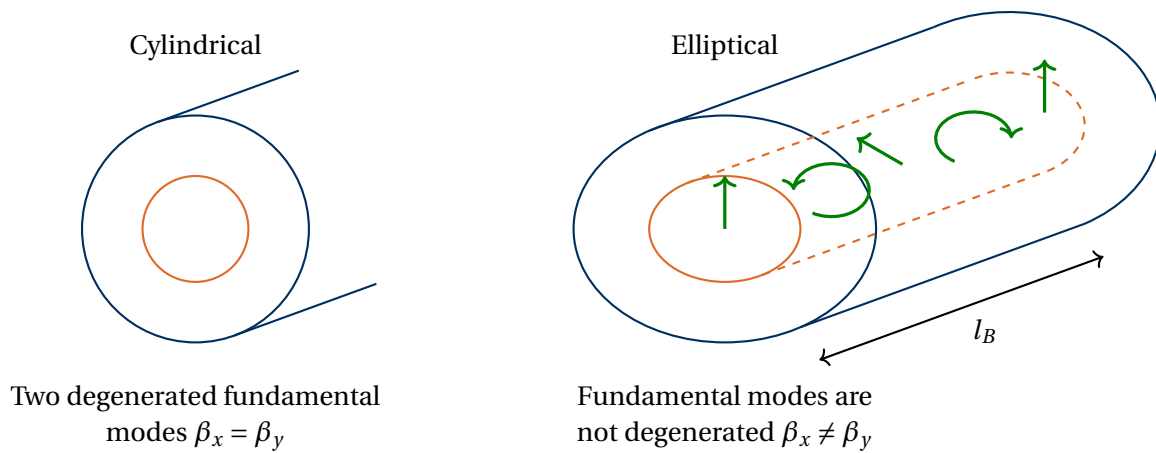 Cylindrical
Elliptical
l_B
Two degenerated fundamental
modes β_x = β_y
Fundamental modes are
not degenerated β_x ≠ β_y